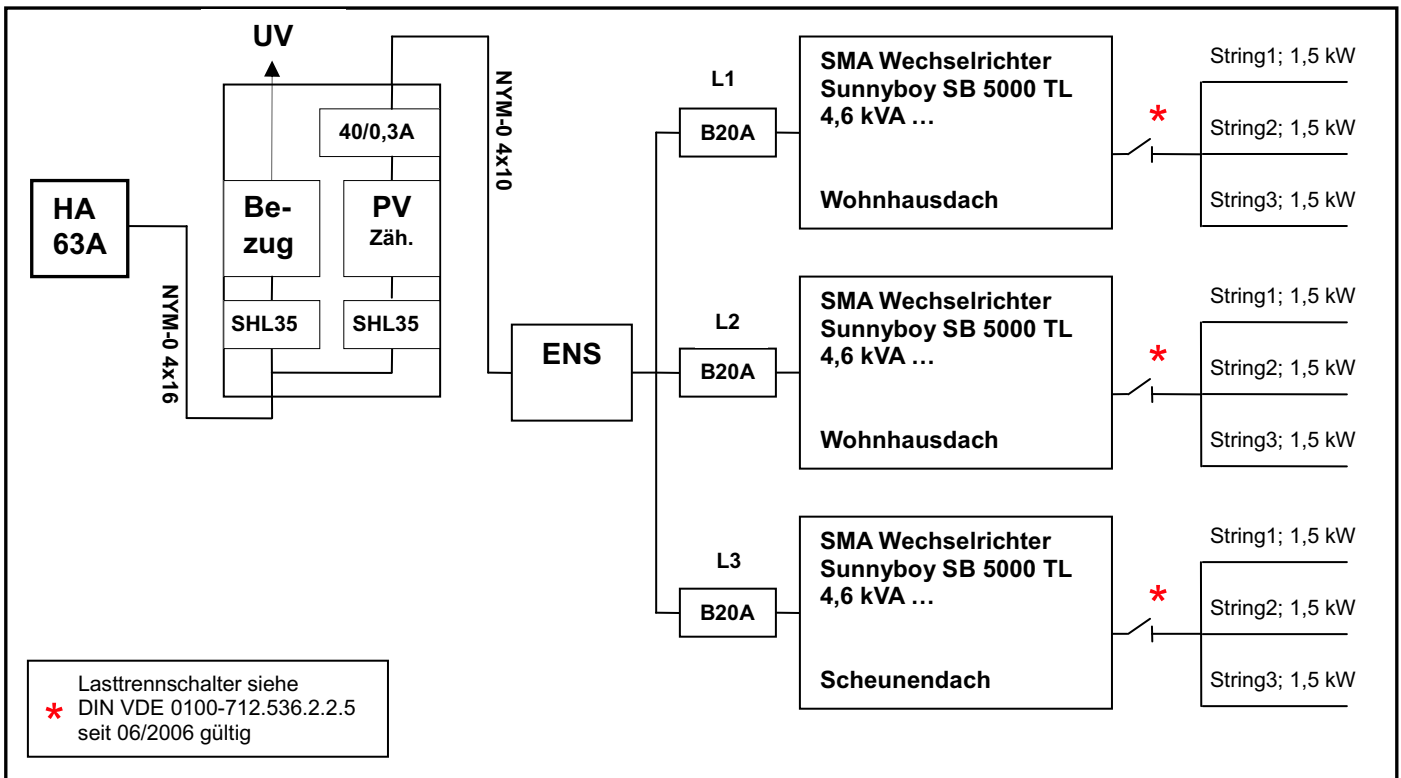 UV
40/0,3A
NYM-0 4x10
HA
63A
Be-
zug
PV
Zäh.
NYM-0 4x16
SHL35
SHL35
ENS
L1
B20A
SMA Wechselrichter
Sunnyboy SB 5000 TL
4,6 kVA …
Wohnhausdach
*
String1; 1,5 kW
String2; 1,5 kW
String3; 1,5 kW
L2
B20A
SMA Wechselrichter
Sunnyboy SB 5000 TL
4,6 kVA …
Wohnhausdach
*
String1; 1,5 kW
String2; 1,5 kW
String3; 1,5 kW
L3
B20A
SMA Wechselrichter
Sunnyboy SB 5000 TL
4,6 kVA …
Scheunendach
*
String1; 1,5 kW
String2; 1,5 kW
String3; 1,5 kW
Lasttrennschalter siehe
* DIN VDE 0100-712.536.2.2.5
seit 06/2006 gültig